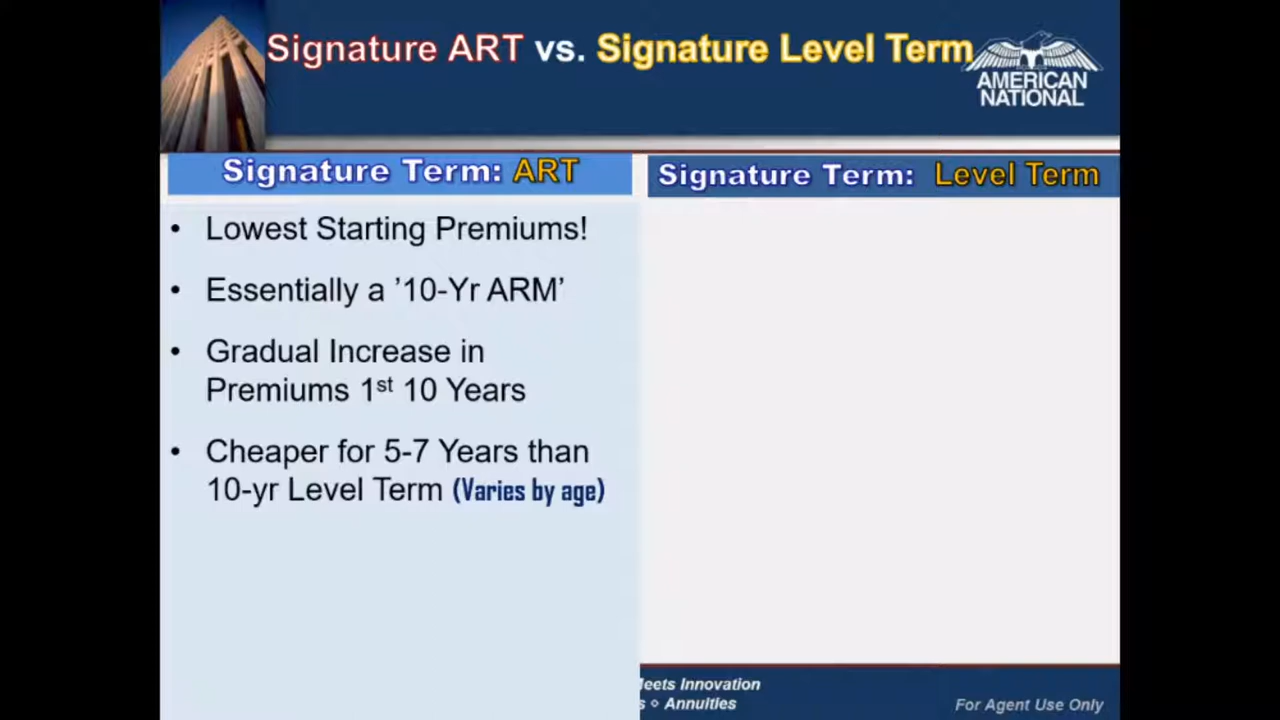 Signature ART vs. Signature Level Term
AMERICAN
NATIONAL
Signature Term: ART
• Lowest Starting Premiums!
• Essentially a ’10-Yr ARM’
• Gradual Increase in
Premiums 1st 10 Years
• Cheaper for 5-7 Years than
10-yr Level Term (Varies by age)
Signature Term: Level Term
Innovation
⋄ Annuities
For Agent Use Only